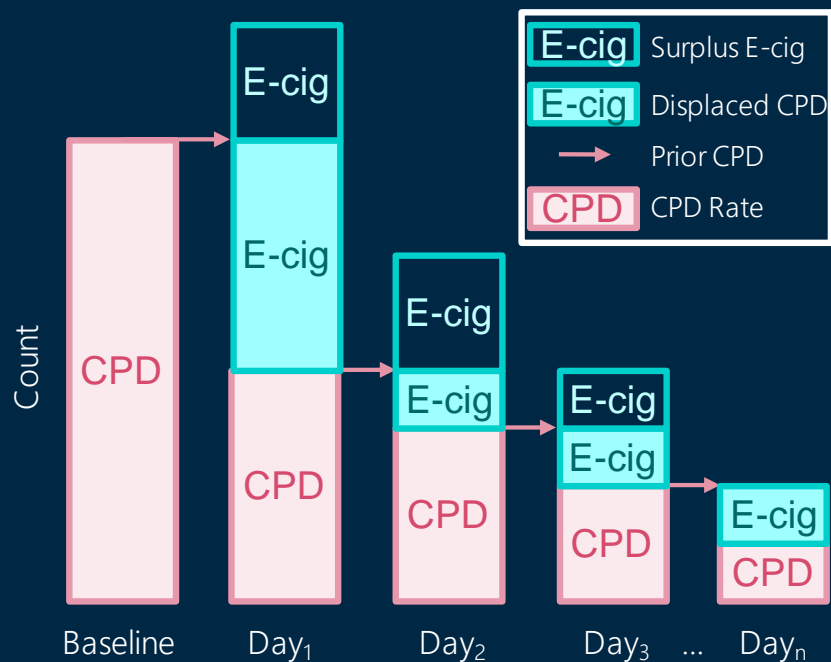 E-cig Surplus E-cig
E-cig Displaced CPD
Prior CPD
CPD CPD Rate
Count
CPD
E-cig
E-cig
CPD
E-cig
E-cig
CPD
E-cig
E-cig
CPD
E-cig
CPD
Baseline Day₁ Day₂ Day₃ ... Dayₙ